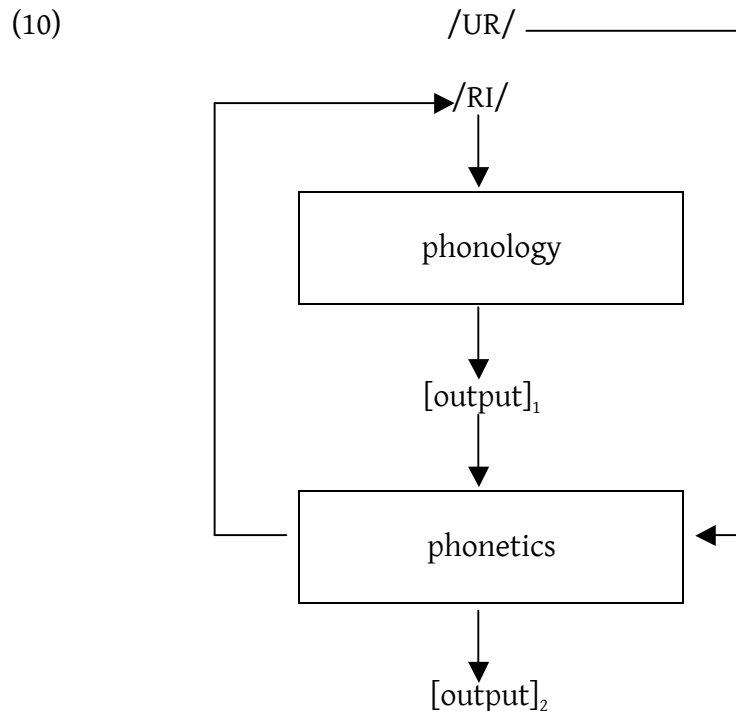 (10) /UR/
/RI/
phonology
[output]₁
phonetics
[output]₂